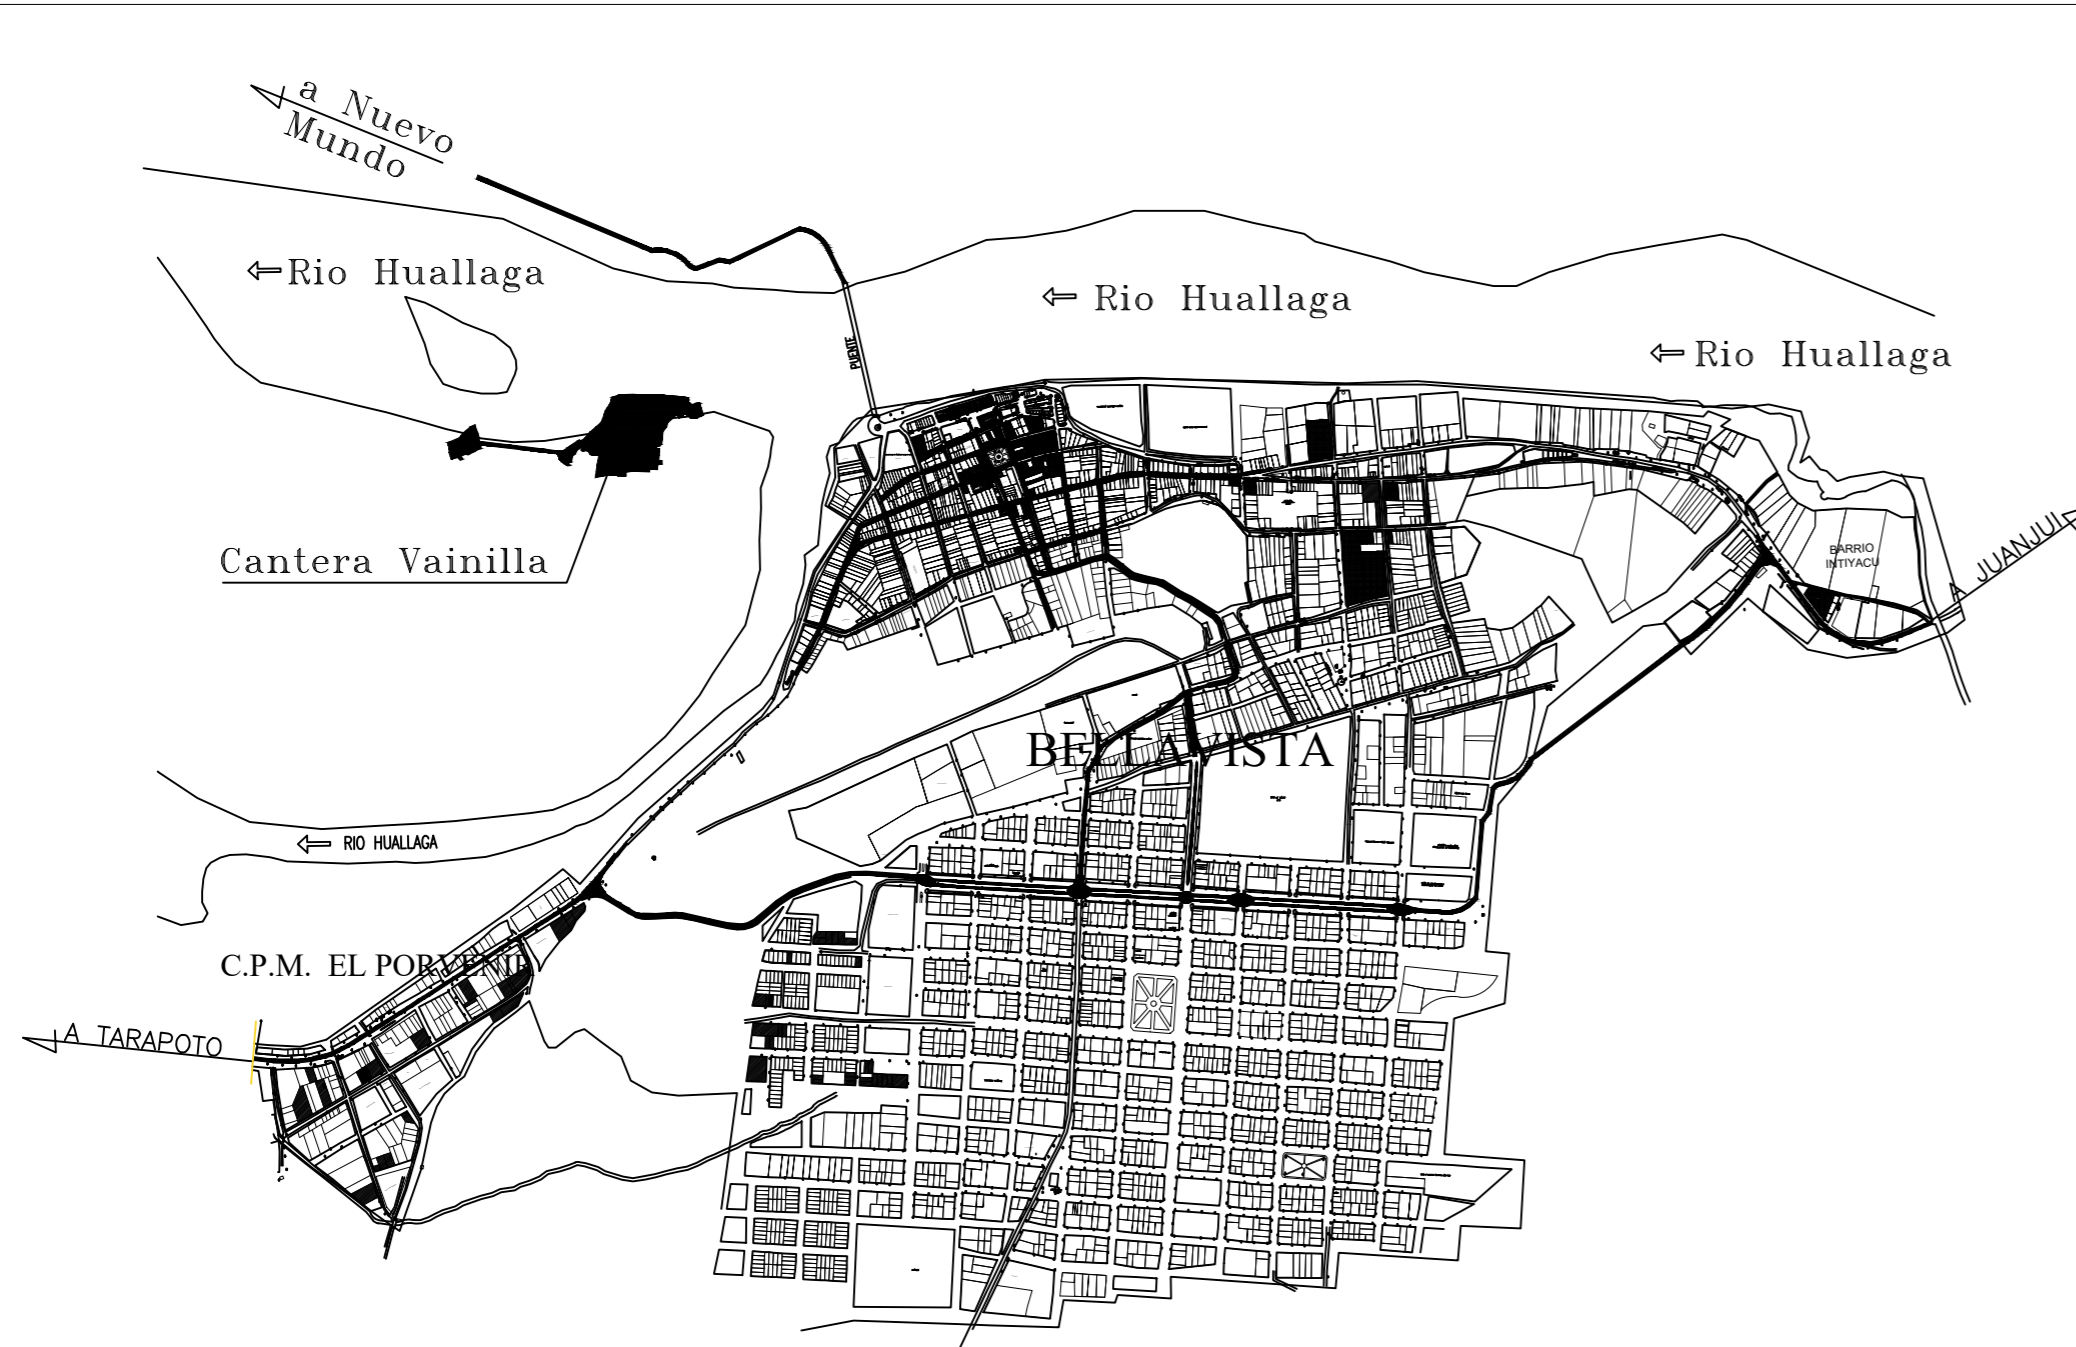 a Nuevo
Mundo
Rio Huallaga
Rio Huallaga
Rio Huallaga
PUENTE
Cantera Vainilla
BARRIO
INTIYACU
A JUANJUI
BELLAVISTA
RIO HUALLAGA
C.P.M. EL PORVENIR
A TARAPOTO